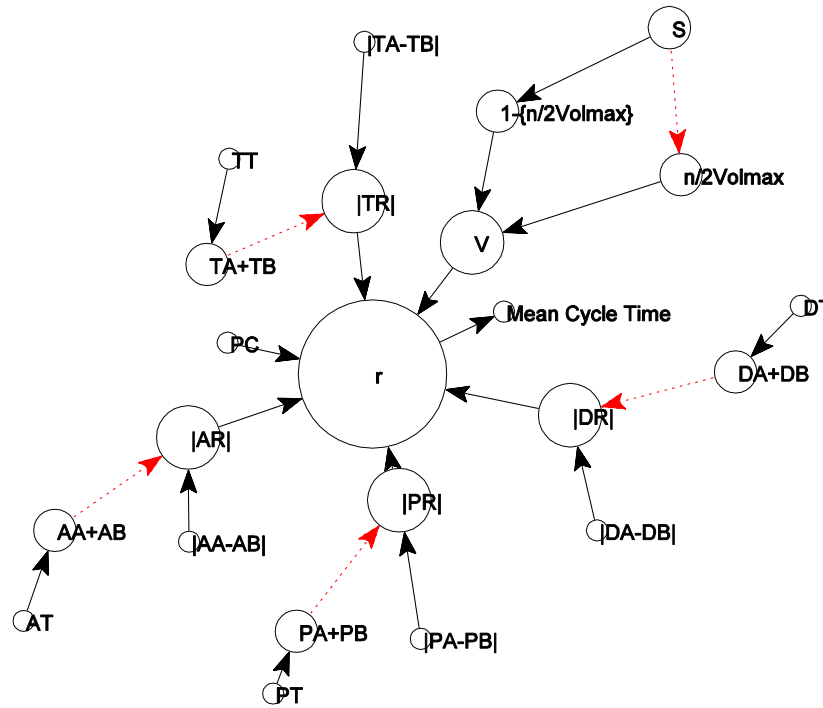 S
|TA-TB|
1-{n/2Volmax}
TT
n/2Volmax
|TR|
V
TA+TB
DT
Mean Cycle Time
PC
r
DA+DB
|DR|
|AR|
|PR|
AA+AB
|AA-AB|
|DA-DB|
AT
PA+PB
|PA-PB|
PT